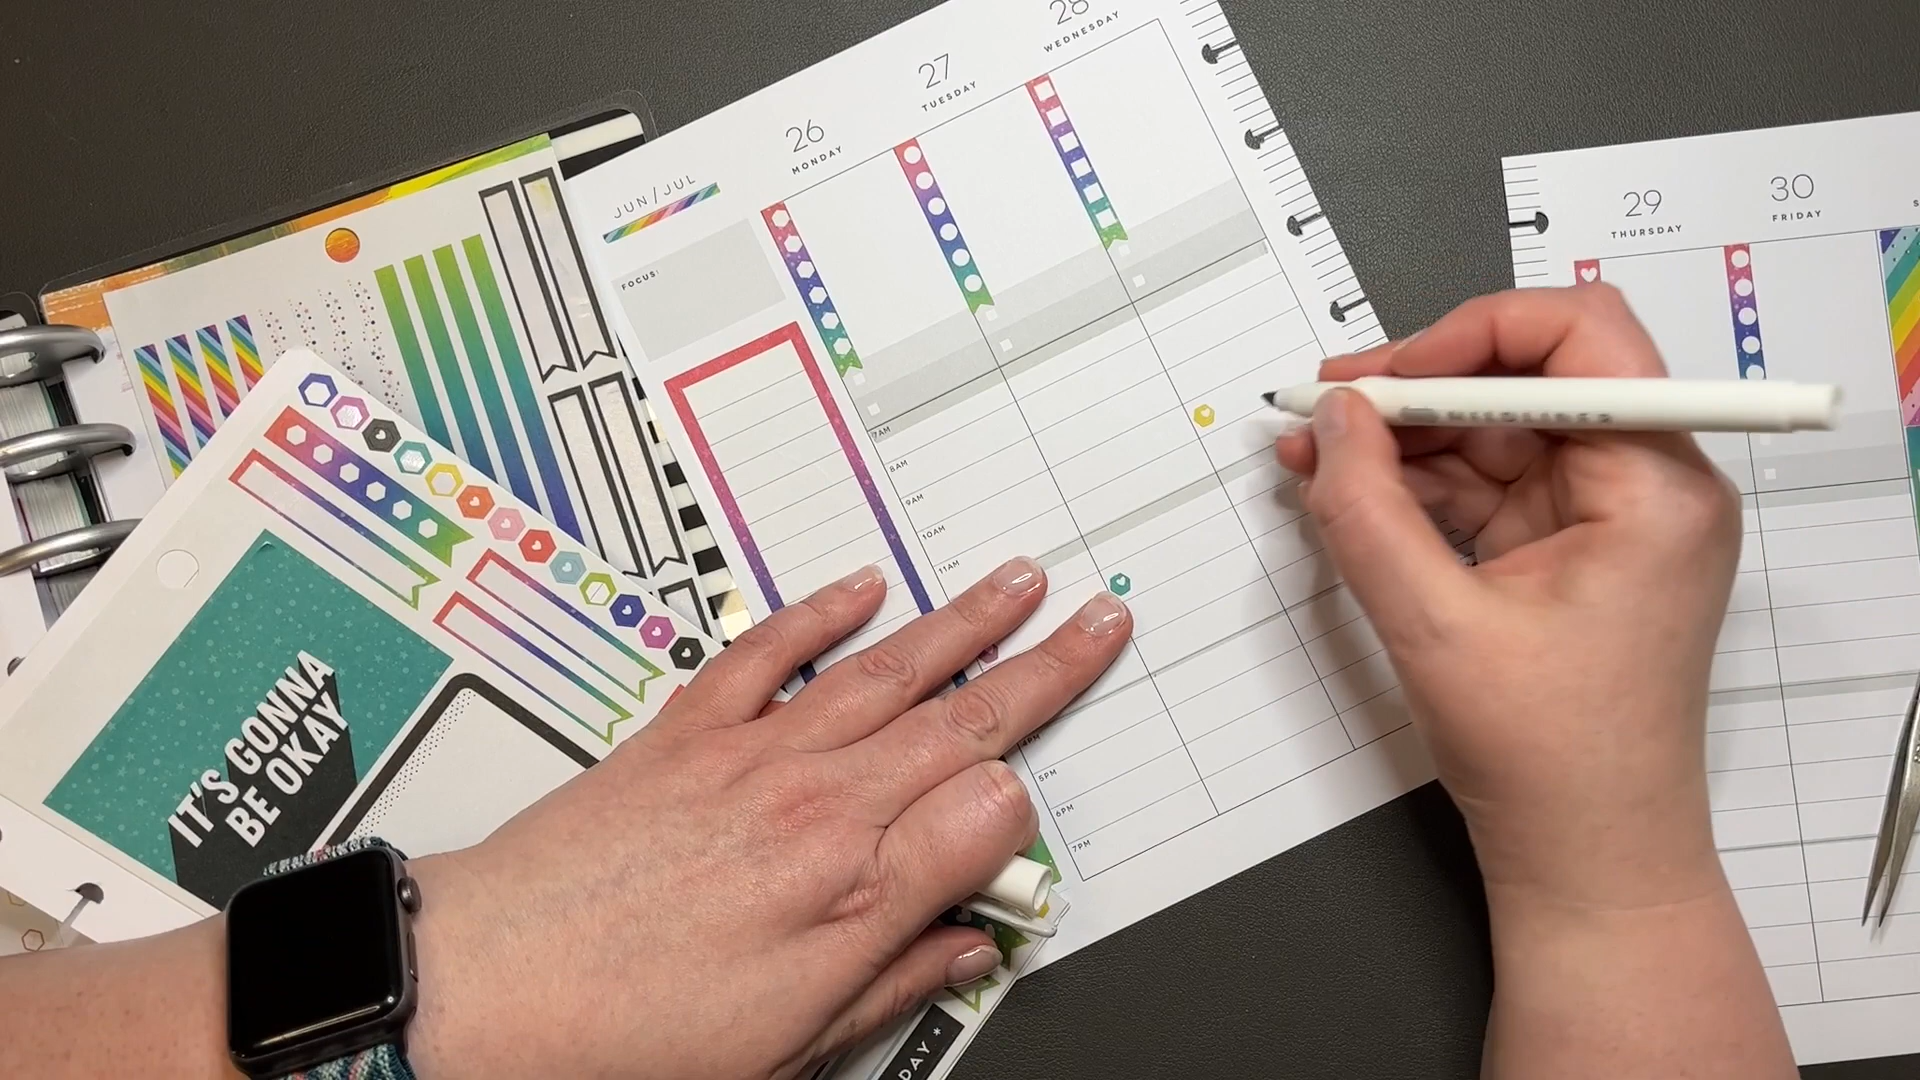 JUN/JUL
26
MONDAY
27
TUESDAY
28
WEDNESDAY
29
THURSDAY
30
FRIDAY
S
FOCUS:
7AM
8AM
9AM
10AM
11AM
4PM
5PM
6PM
7PM
IT'S GONNA
BE OKAY
DAY *